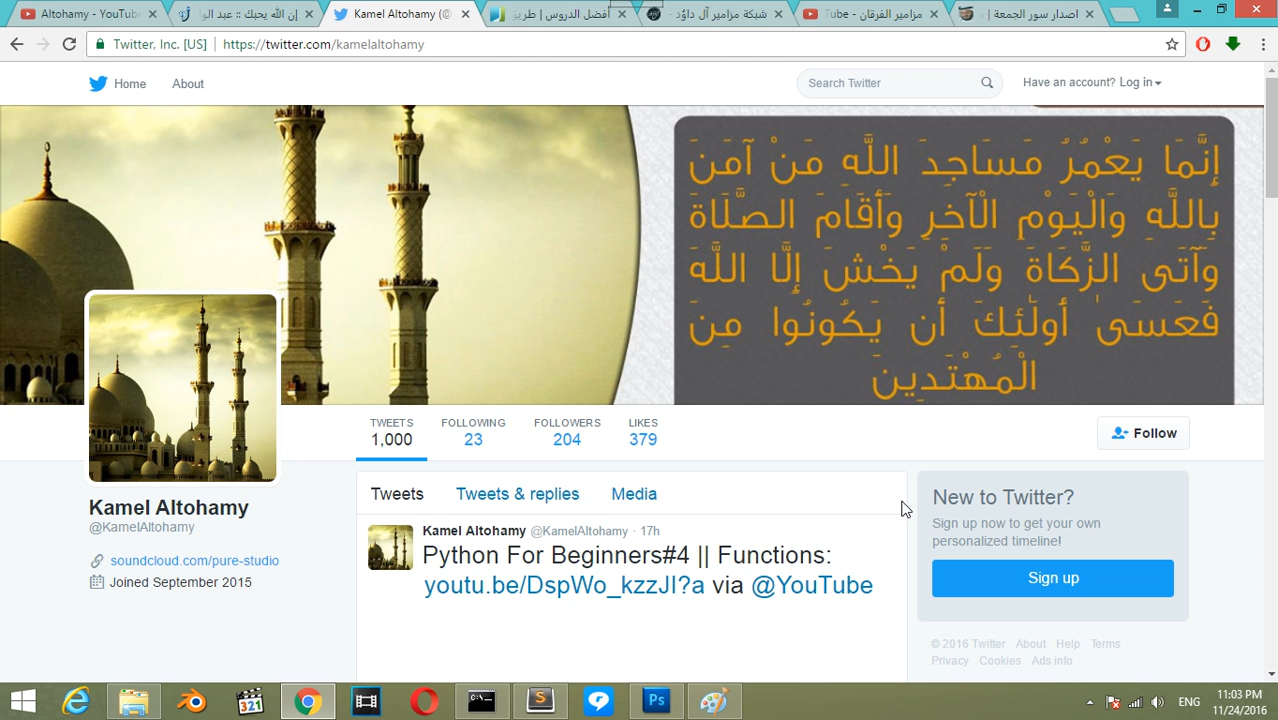 Altohamy - YouTub
إن الله يحبك :: عبد الوا
Kamel Altohamy (@
أفضل الدروس | طريق
شبكة مزامير آل داوُد -
مزامير الفرقان - Tube
اصدار سور الجمعة | ه
Twitter, Inc. [US] https://twitter.com/kamelaltohamy
Home About
Search Twitter
Have an account? Log in
إِنَّمَا يَعْمُرُ مَسَاجِدَ اللَّهِ مَنْ آمَنَ
بِاللَّهِ وَالْيَوْمِ الْآخِرِ وَأَقَامَ الصَّلَاةَ
وَآتَى الزَّكَاةَ وَلَمْ يَخْشَ إِلَّا اللَّهَ
فَعَسَىٰ أُولَٰئِكَ أَن يَكُونُوا مِنَ
الْمُهْتَدِينَ
TWEETS FOLLOWING FOLLOWERS LIKES
1,000 23 204 379
Follow
Kamel Altohamy
@KamelAltohamy
soundcloud.com/pure-studio
Joined September 2015
Tweets Tweets & replies Media
Kamel Altohamy @KamelAltohamy · 17h
Python For Beginners#4 || Functions:
youtu.be/DspWo_kzzJI?a via @YouTube
New to Twitter?
Sign up now to get your own
personalized timeline!
Sign up
© 2016 Twitter About Help Terms
Privacy Cookies Ads info
321
Ps
ENG
11:03 PM
11/24/2016